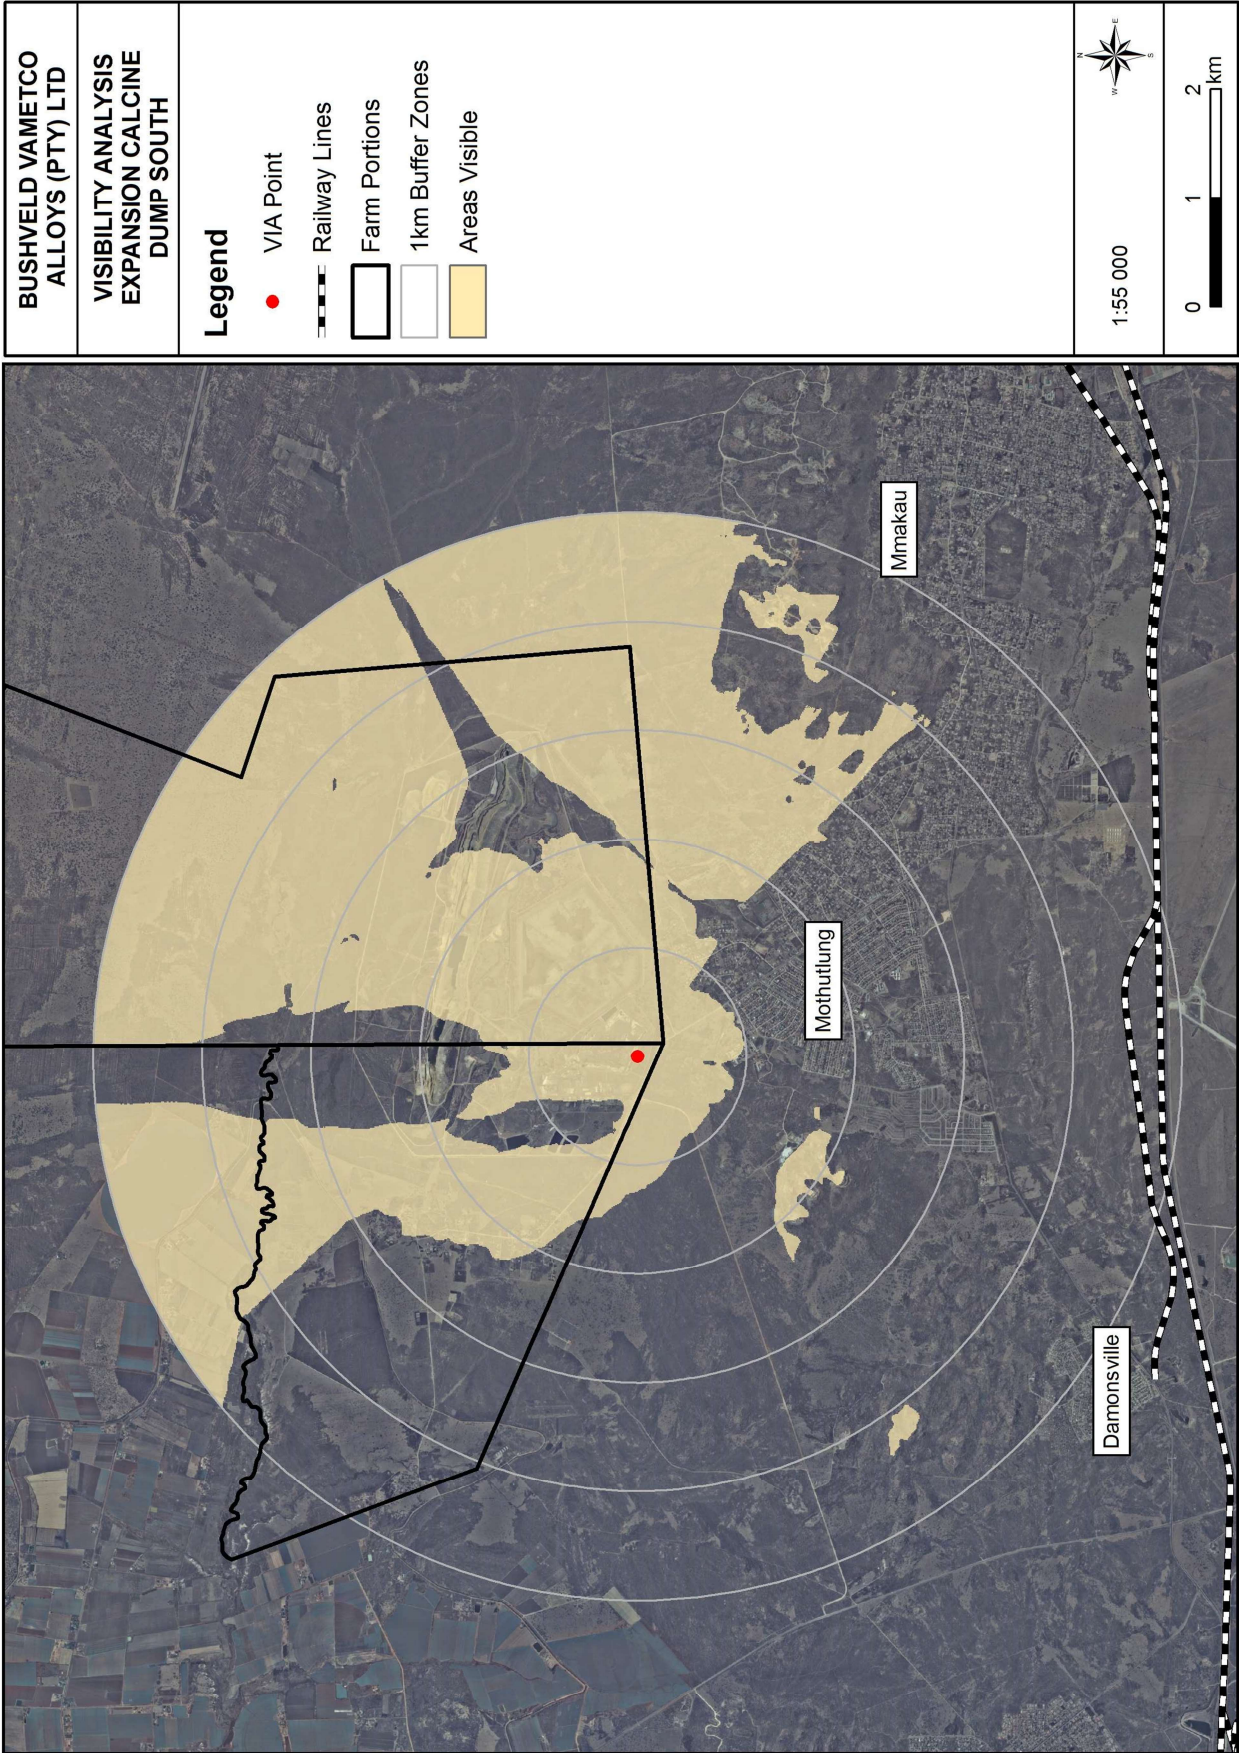 BUSHVELD VAMETCO
ALLOYS (PTY) LTD
VISIBILITY ANALYSIS
EXPANSION CALCINE
DUMP SOUTH
Legend
VIA Point
Railway Lines
Farm Portions
1km Buffer Zones
Areas Visible
N
W
E
S
1:55 000
0
1
2
km
Mmakau
Mothutlung
Damonsville